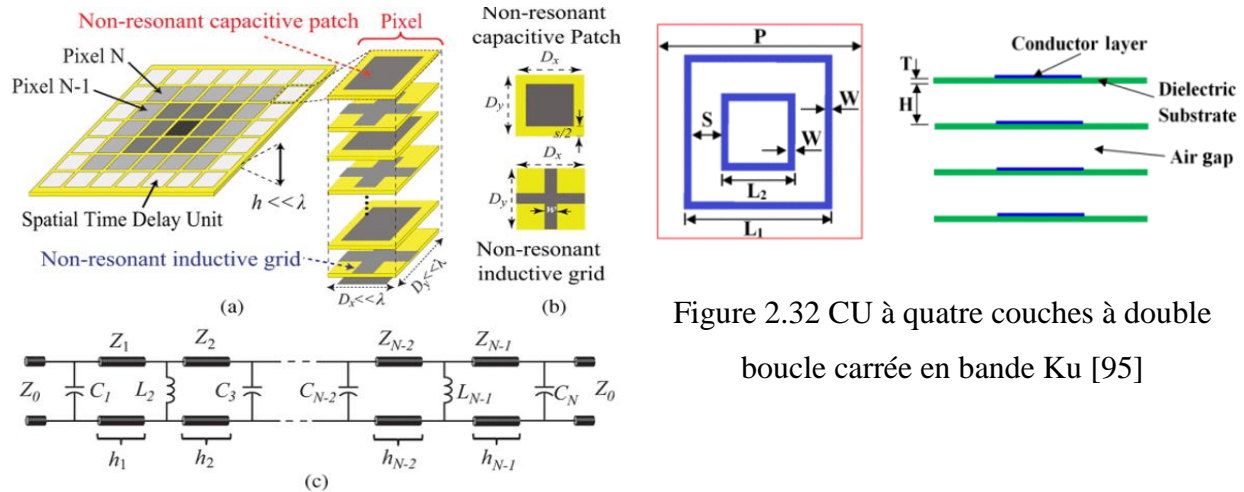 Non-resonant capacitive patch
Pixel
Pixel N
Pixel N-1
Spatial Time Delay Unit
h << λ
Non-resonant inductive grid
Dx<< λ
Dy<< λ
(a)
Non-resonant
capacitive Patch
Dx
Dy
s/2
Dx
Dy
w
Non-resonant
inductive grid
(b)
Z1
Z2
ZN-2
ZN-1
Z0
C1
L2
C3
CN-2
LN-1
CN
Z0
h1
h2
hN-2
hN-1
(c)
P
S
W
W
L2
L1
Conductor layer
T
H
Dielectric
Substrate
Air gap
Figure 2.32 CU à quatre couches à double
boucle carrée en bande Ku [95]